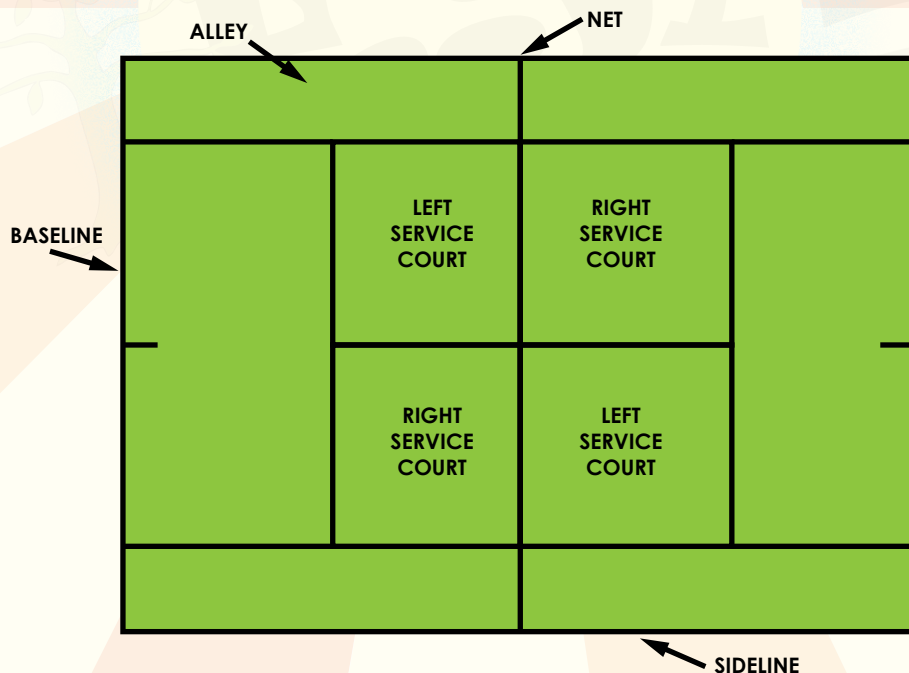 NET
ALLEY
LEFT
SERVICE
COURT
RIGHT
SERVICE
COURT
BASELINE
RIGHT
SERVICE
COURT
LEFT
SERVICE
COURT
SIDELINE